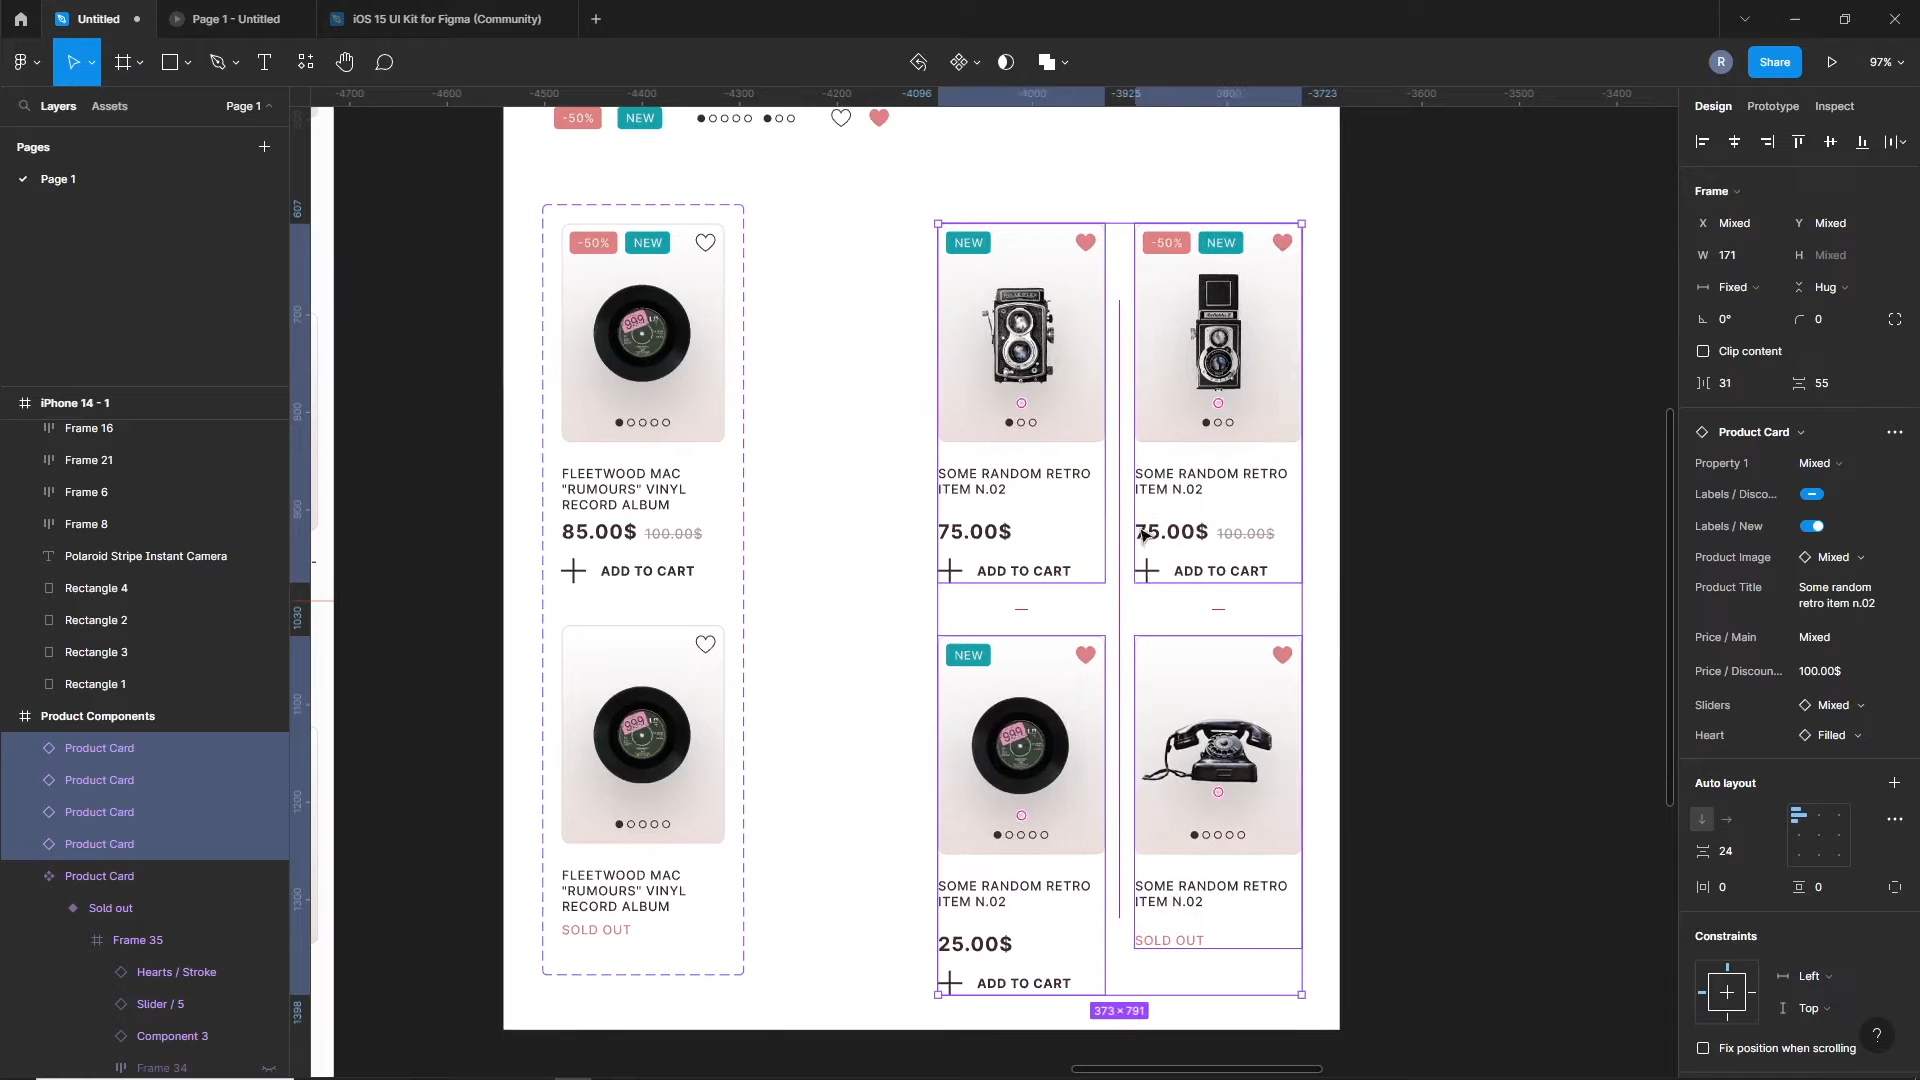 Untitled
Page 1 - Untitled
iOS 15 UI Kit for Figma (Community)
R
Share
97%
Layers
Assets
Page 1
Pages
Page 1
iPhone 14 - 1
Frame 16
Frame 21
Frame 6
Frame 8
Polaroid Stripe Instant Camera
Rectangle 4
Rectangle 2
Rectangle 3
Rectangle 1
Product Components
Product Card
Product Card
Product Card
Product Card
Product Card
Sold out
Frame 35
Hearts / Stroke
Slider / 5
Component 3
Frame 34
-4700
-4600
-4500
-4400
-4300
-4200
-4096
-4000
-3925
-3800
-3723
-3600
-3500
-3400
607
700
800
900
1030
1100
1200
1300
1398
-50%
NEW
-50%
NEW
FLEETWOOD MAC
"RUMOURS" VINYL
RECORD ALBUM
85.00$ 100.00$
ADD TO CART
FLEETWOOD MAC
"RUMOURS" VINYL
RECORD ALBUM
SOLD OUT
NEW
SOME RANDOM RETRO
ITEM N.02
75.00$
ADD TO CART
-50%
NEW
SOME RANDOM RETRO
ITEM N.02
75.00$ 100.00$
ADD TO CART
NEW
SOME RANDOM RETRO
ITEM N.02
25.00$
ADD TO CART
SOME RANDOM RETRO
ITEM N.02
SOLD OUT
373 × 791
Design
Prototype
Inspect
Frame
X Mixed
Y Mixed
W 171
H Mixed
Fixed
Hug
0°
0
Clip content
31
55
Product Card
Property 1 Mixed
Labels / Disco...
Labels / New
Product Image Mixed
Product Title Some random
retro item n.02
Price / Main Mixed
Price / Discoun... 100.00$
Sliders Mixed
Heart Filled
Auto layout
24
0
0
Constraints
Left
Top
Fix position when scrolling
?